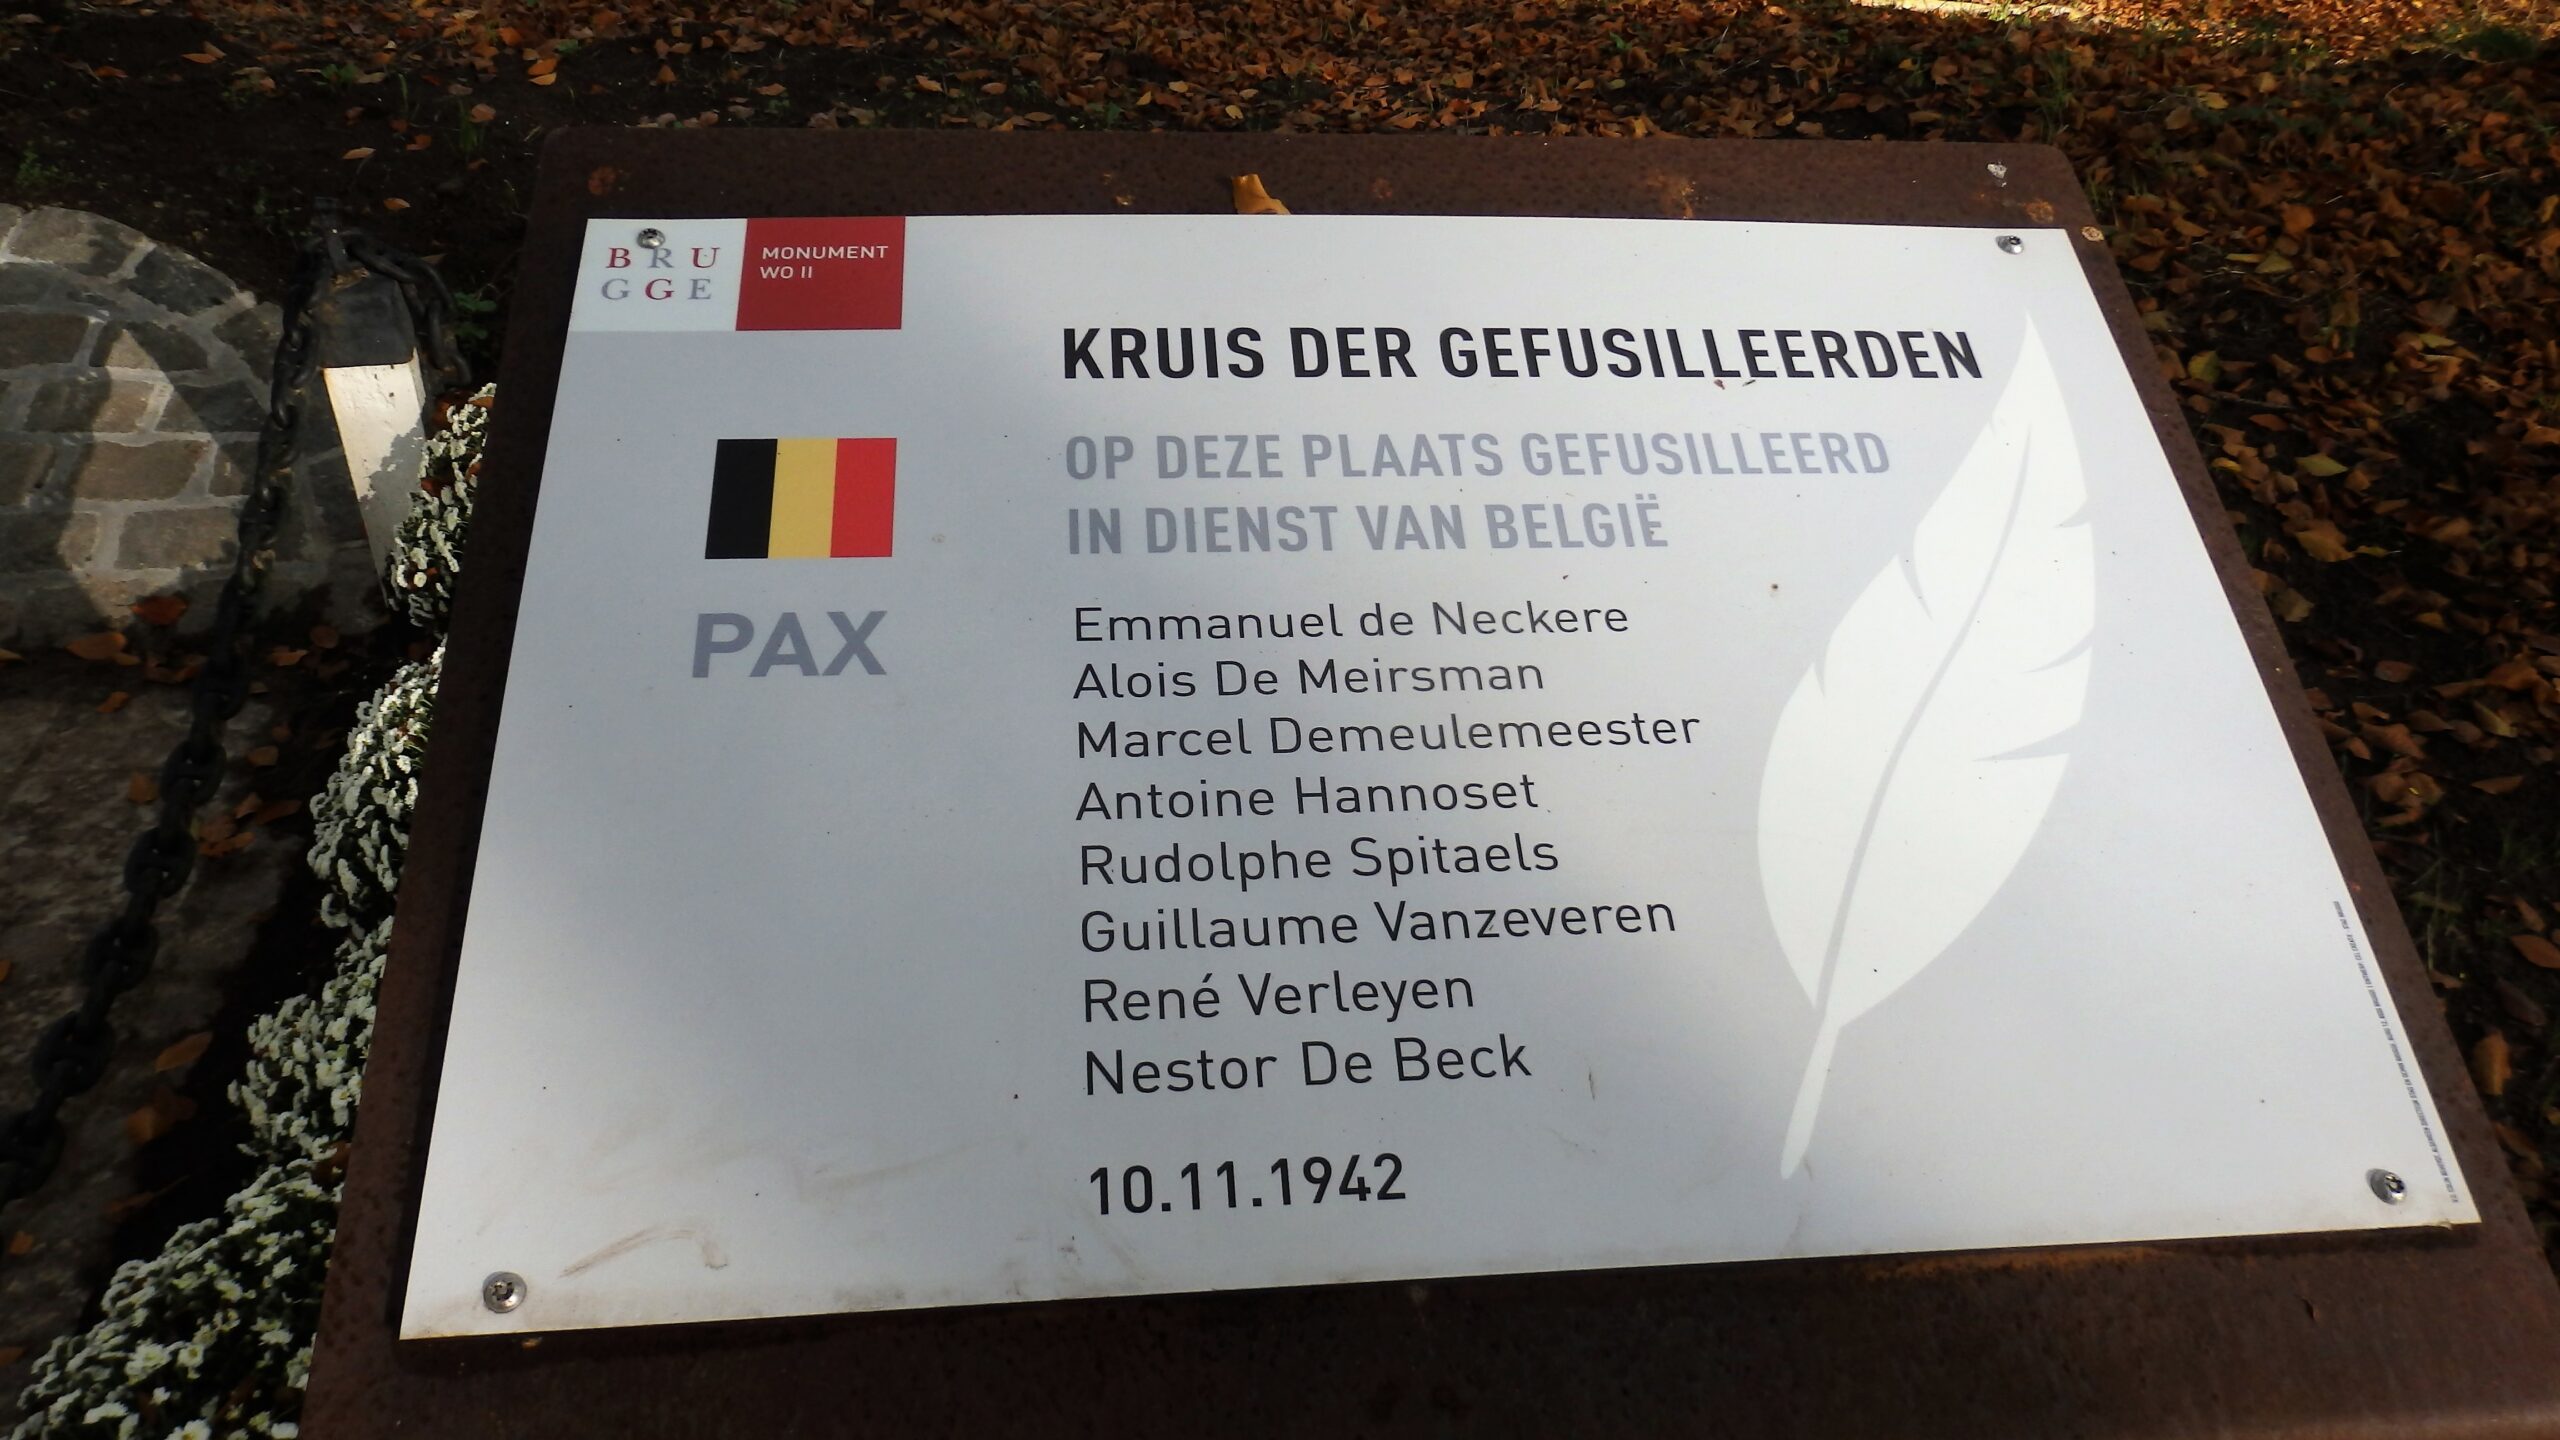 BRU
GGE
MONUMENT
WO II
KRUIS DER GEFUSILLEERDEN
OP DEZE PLAATS GEFUSILLEERD
IN DIENST VAN BELGIË
PAX
Emmanuel de Neckere
Alois De Meirsman
Marcel Demeulemeester
Antoine Hannoset
Rudolphe Spitaels
Guillaume Vanzeveren
René Verleyen
Nestor De Beck
10.11.1942